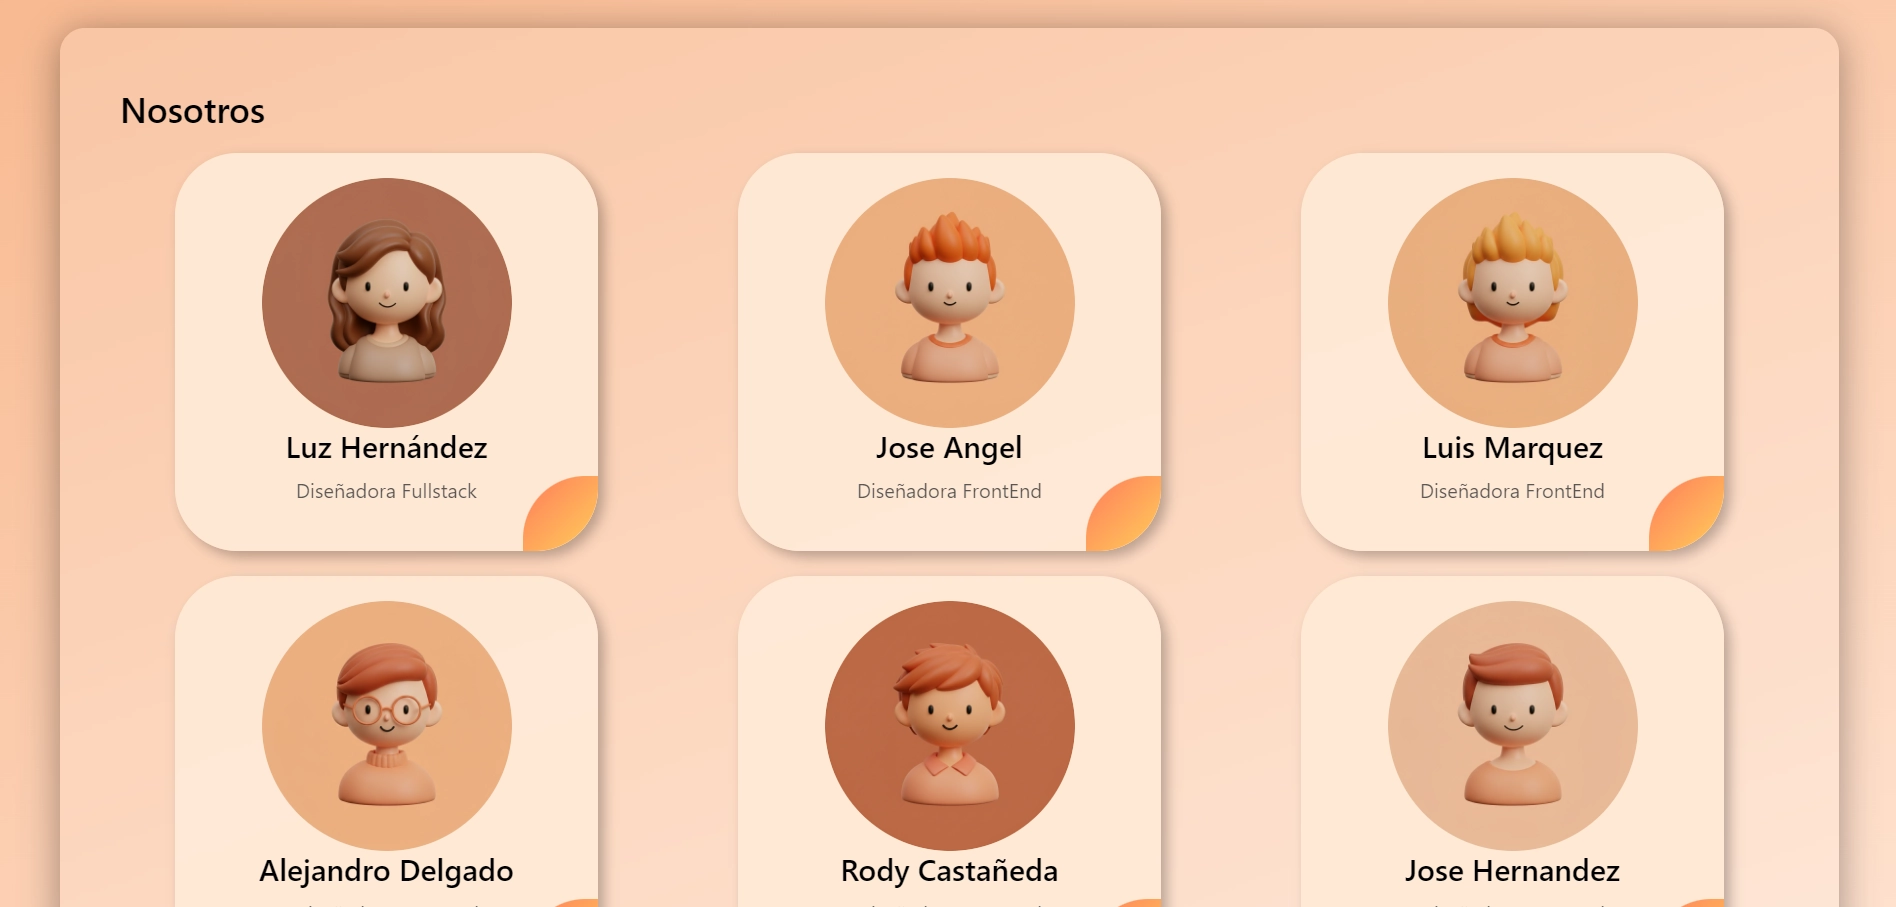 Nosotros
Luz Hernández
Diseñadora Fullstack
Jose Angel
Diseñadora FrontEnd
Luis Marquez
Diseñadora FrontEnd
Alejandro Delgado
Rody Castañeda
Jose Hernandez